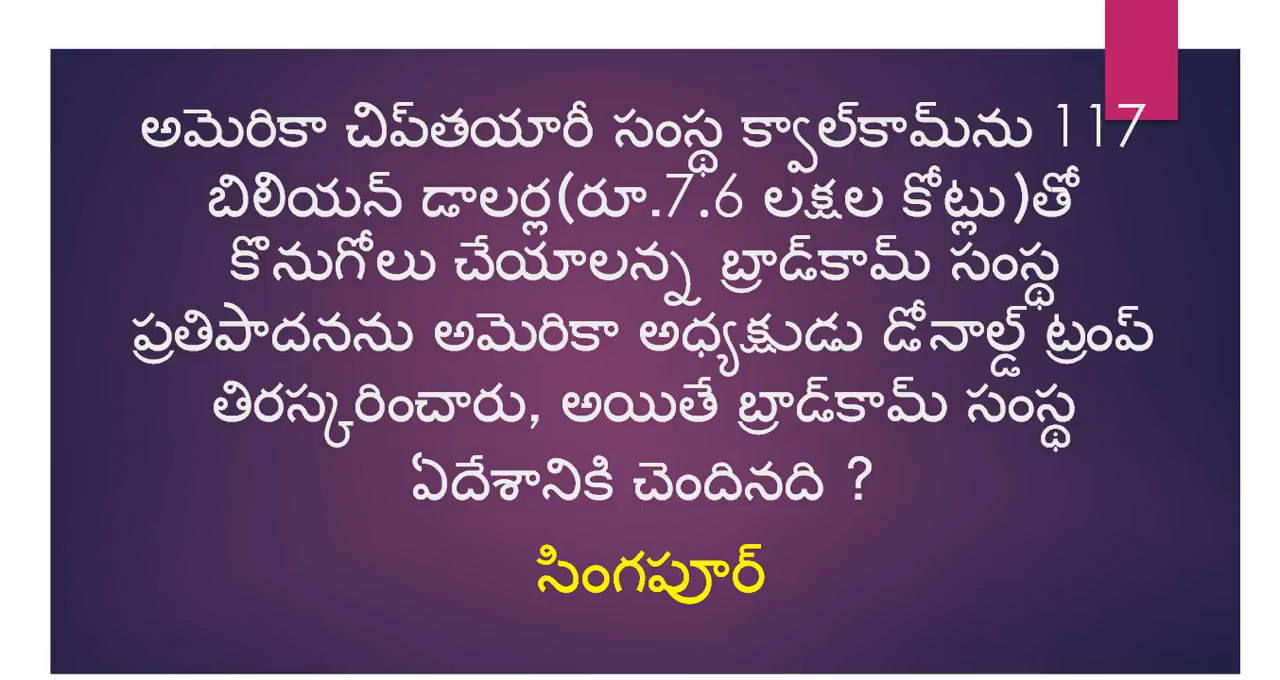 అమెరికా చిప్‌తయారీ సంస్థ క్వాల్‌కామ్‌ను 117
బిలియన్ డాలర్ల(రూ.7.6 లక్షల కోట్లు)తో
కొనుగోలు చేయాలన్న బ్రాడ్‌కామ్ సంస్థ
ప్రతిపాదనను అమెరికా అధ్యక్షుడు డోనాల్డ్ ట్రంప్
తిరస్కరించారు, అయితే బ్రాడ్‌కామ్ సంస్థ
ఏదేశానికి చెందినది ?
సింగపూర్